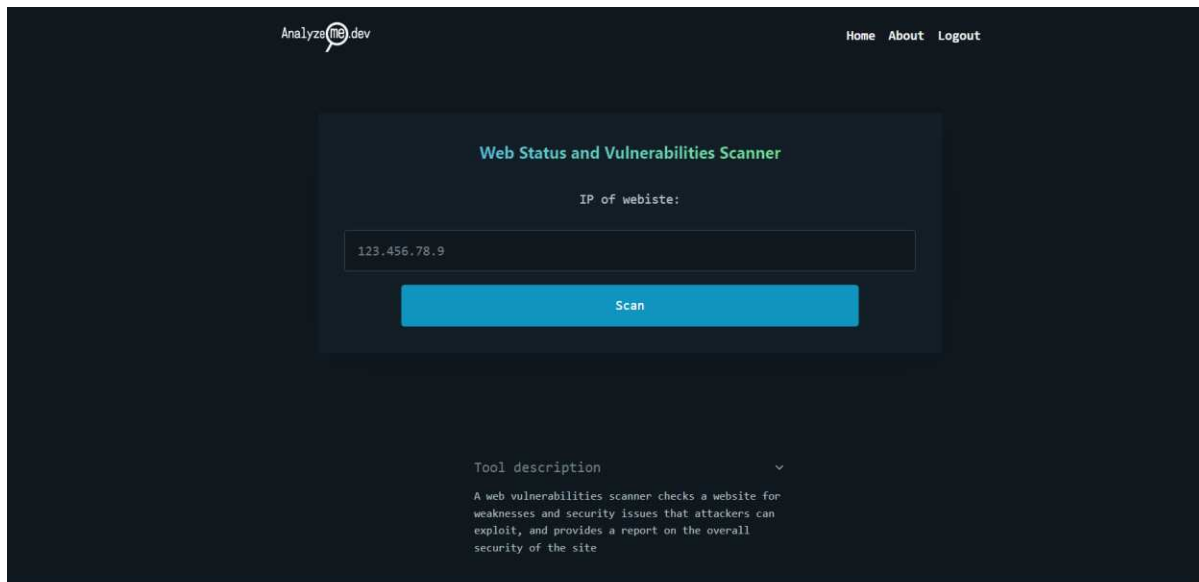 Analyzeme.dev
Home About Logout
Web Status and Vulnerabilities Scanner
IP of webiste:
123.456.78.9
Scan
Tool description
A web vulnerabilities scanner checks a website for
weaknesses and security issues that attackers can
exploit, and provides a report on the overall
security of the site